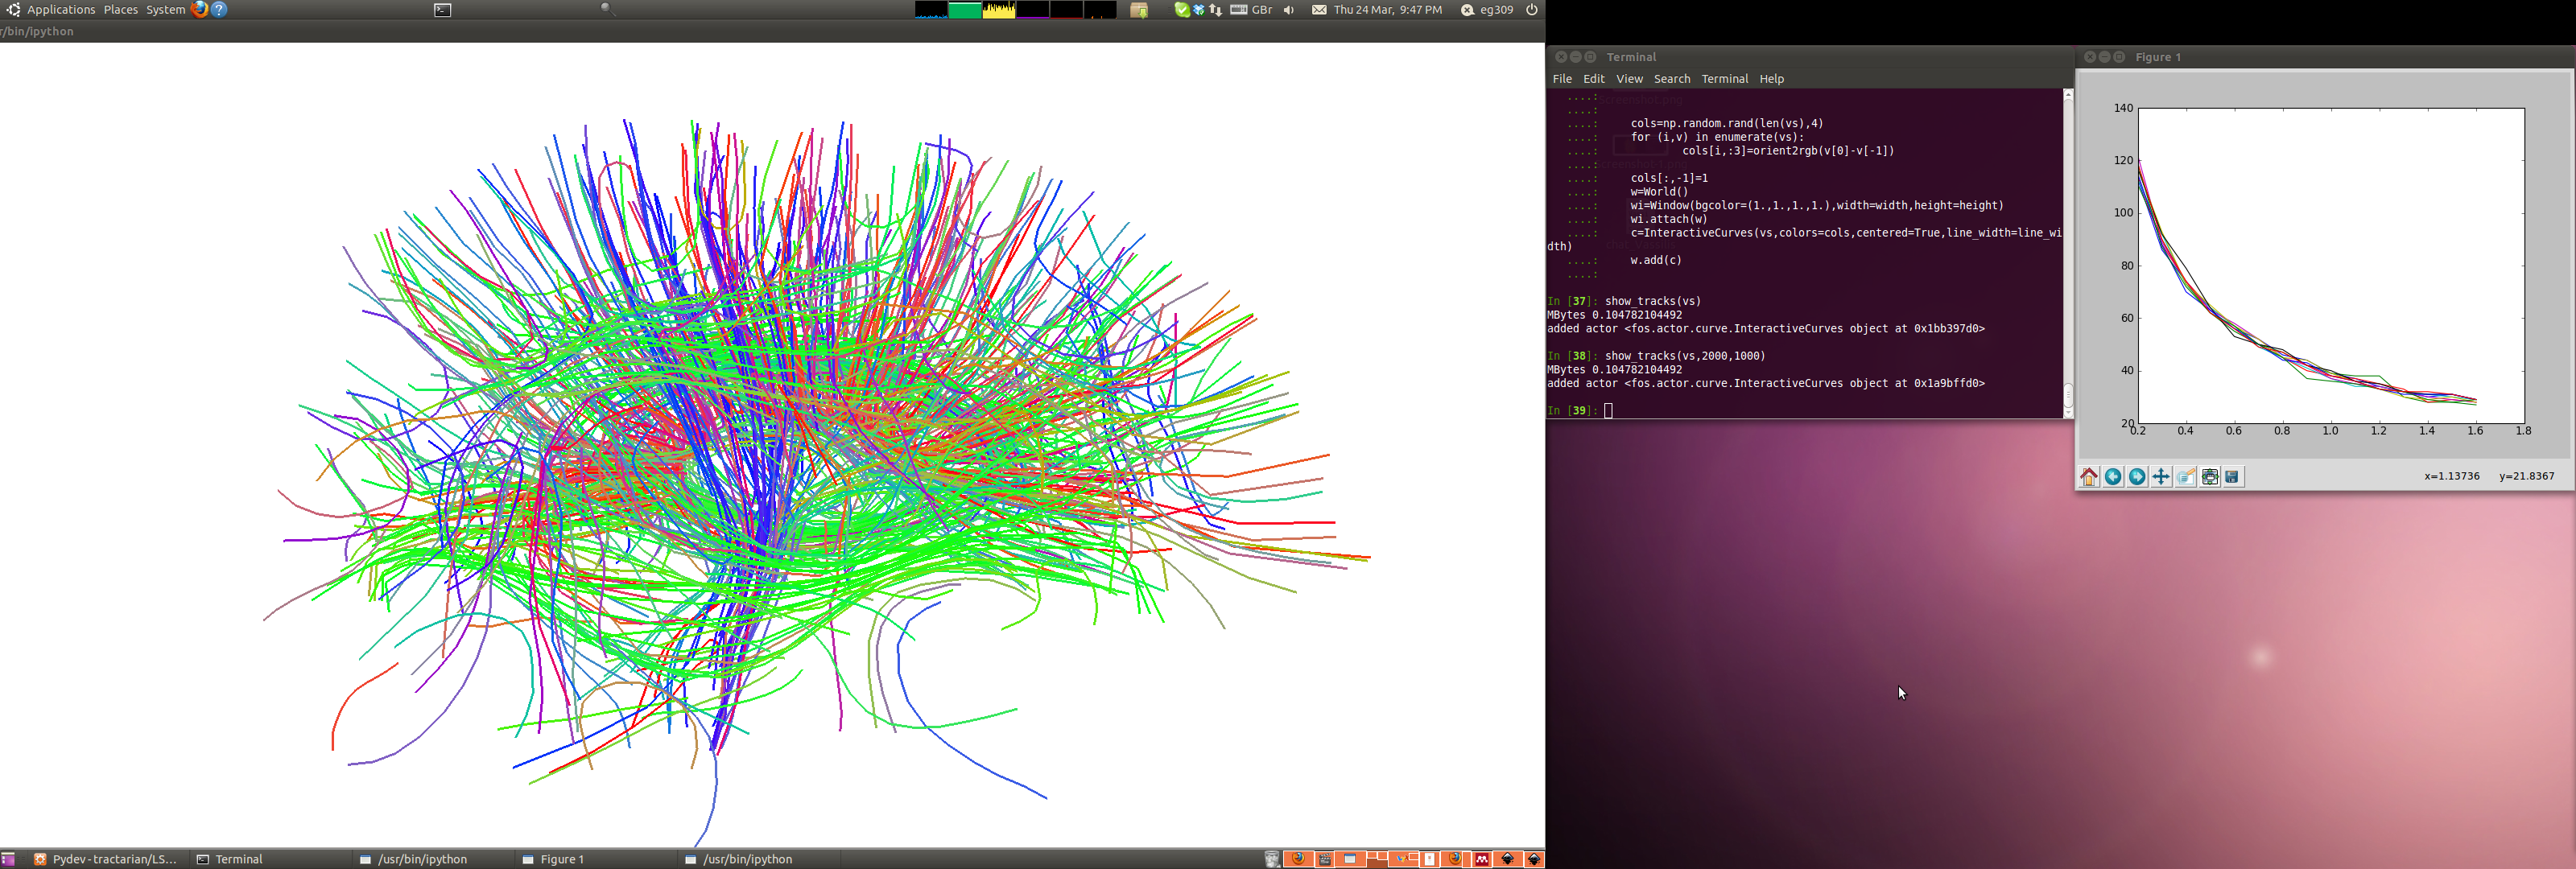 Applications Places System
GBr
Thu 24 Mar, 9:47 PM
eg309
r/bin/ipython
Terminal
File Edit View Search Terminal Help
....:
....:
....: cols=np.random.rand(len(vs),4)
....: for (i,v) in enumerate(vs):
....: cols[i,:3]=orient2rgb(v[0]-v[-1])
....:
....: cols[:,-1]=1
....: w=World()
....: wi=Window(bgcolor=(1.,1.,1.,1.),width=width,height=height)
....: wi.attach(w)
....: c=InteractiveCurves(vs,colors=cols,centered=True,line_width=line_wi
dth)
....: w.add(c)
....:
In [37]: show_tracks(vs)
MBytes 0.104782104492
added actor <fos.actor.curve.InteractiveCurves object at 0x1bb397d0>
In [38]: show_tracks(vs,2000,1000)
MBytes 0.104782104492
added actor <fos.actor.curve.InteractiveCurves object at 0x1a9bffd0>
In [39]:
Figure 1
140
120
100
80
60
40
20
0.2 0.4 0.6 0.8 1.0 1.2 1.4 1.6 1.8
x=1.13736 y=21.8367
Pydev - tractarian/LS...
Terminal
/usr/bin/ipython
Figure 1
/usr/bin/ipython